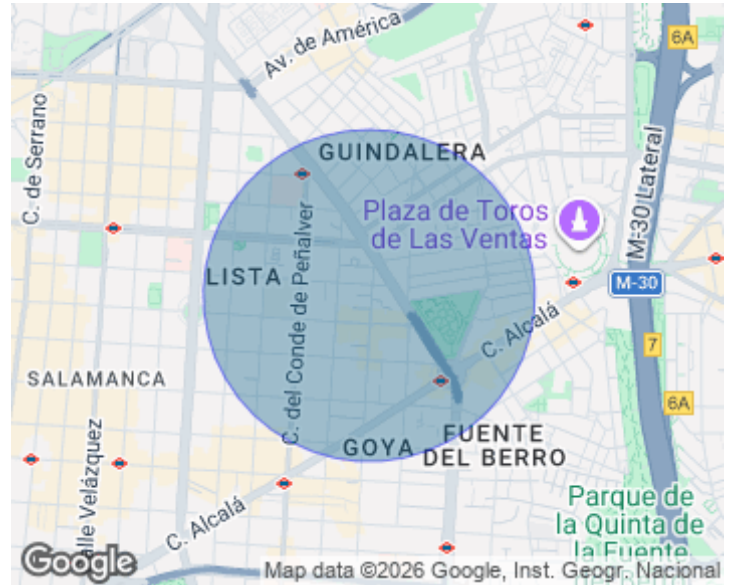 Av. de América
6A
C. de Serrano
GUINDALERA
Plaza de Toros
de Las Ventas
M-30 Lateral
C. del Conde de Peñalver
LISTA
M-30
C. Alcalá
7
SALAMANCA
6A
alle Velázquez
GOYA
FUENTE
DEL BERRO
C. Alcalá
Parque de
la Quinta de
la Fuente
Google
Map data ©2026 Google, Inst. Geogr. Nacional